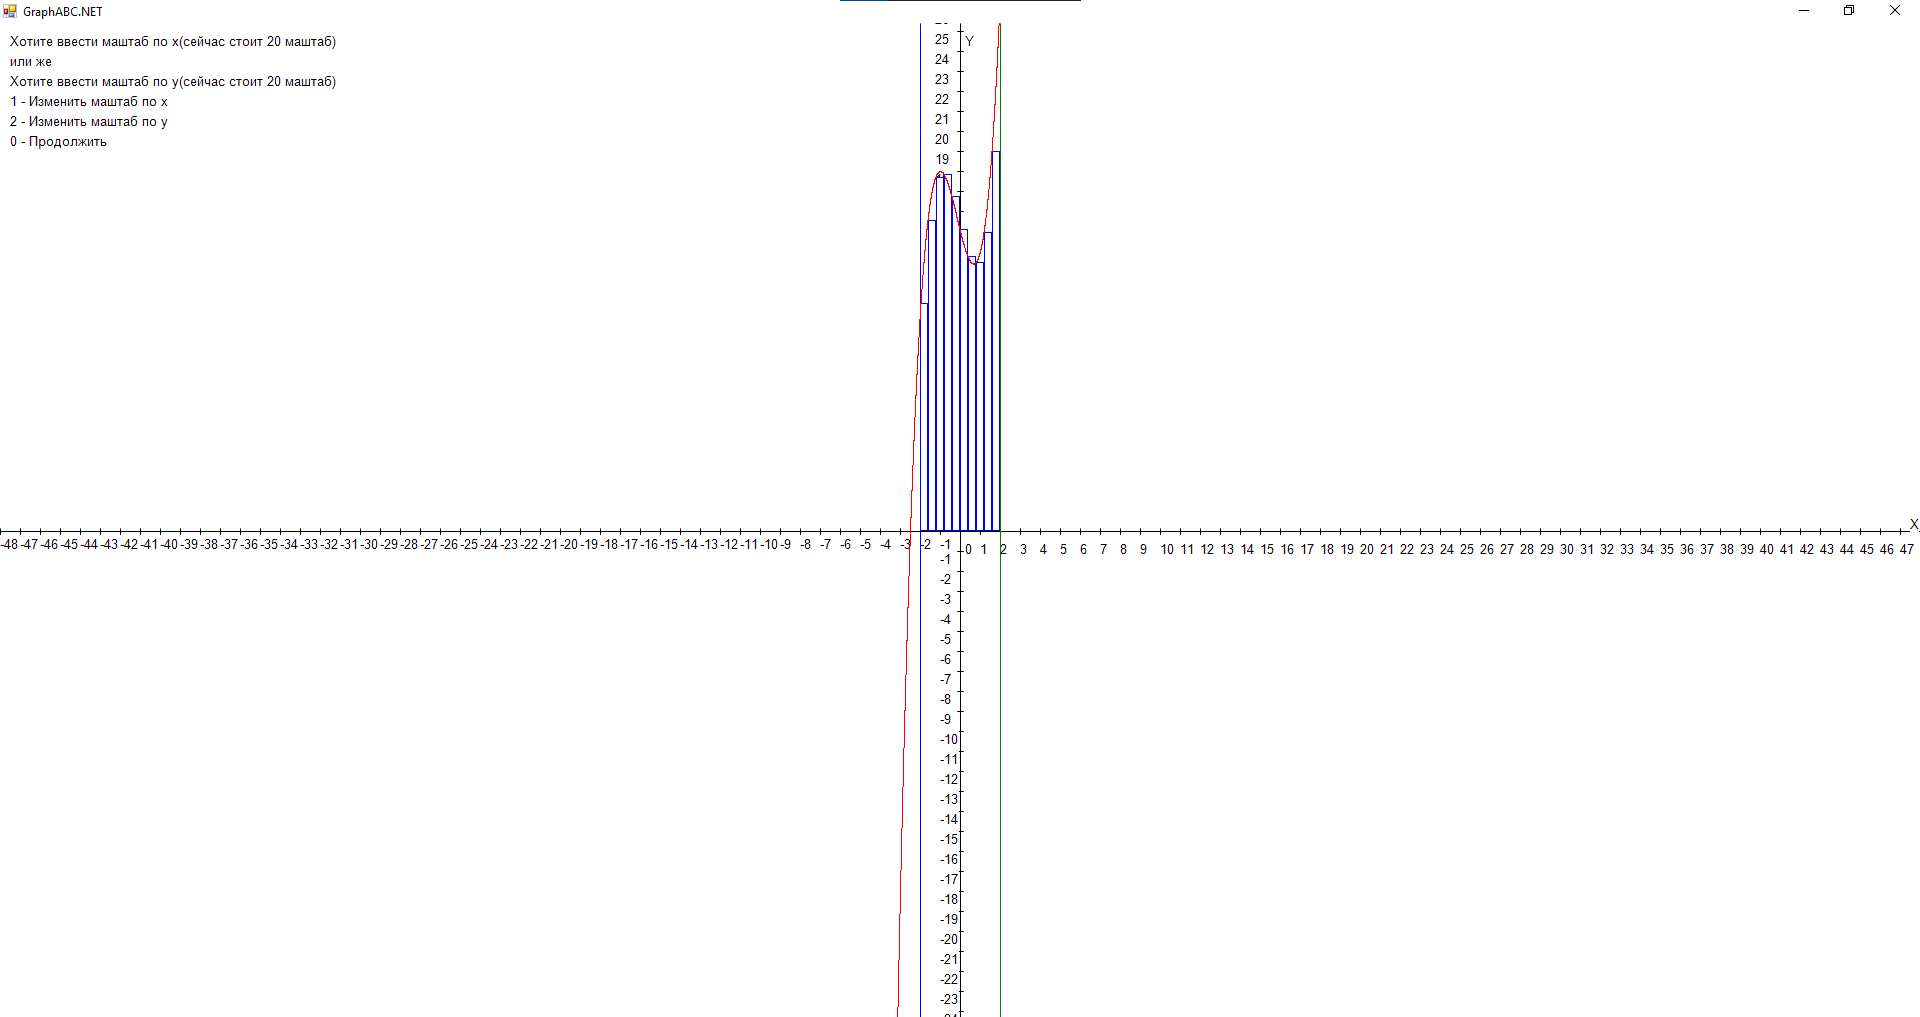 GraphABC.NET
Хотите ввести маштаб по x(сейчас стоит 20 маштаб)
или же
Хотите ввести маштаб по y(сейчас стоит 20 маштаб)
1 - Изменить маштаб по x
2 - Изменить маштаб по y
0 - Продолжить
25
Y
24
23
22
21
20
19
X
-48 -47 -46 -45 -44 -43 -42 -41 -40 -39 -38 -37 -36 -35 -34 -33 -32 -31 -30 -29 -28 -27 -26 -25 -24 -23 -22 -21 -20 -19 -18 -17 -16 -15 -14 -13 -12 -11 -10 -9 -8 -7 -6 -5 -4 -3 -2 -1
0 1 2 3 4 5 6 7 8 9 10 11 12 13 14 15 16 17 18 19 20 21 22 23 24 25 26 27 28 29 30 31 32 33 34 35 36 37 38 39 40 41 42 43 44 45 46 47
-1
-2
-3
-4
-5
-6
-7
-8
-9
-10
-11
-12
-13
-14
-15
-16
-17
-18
-19
-20
-21
-22
-23